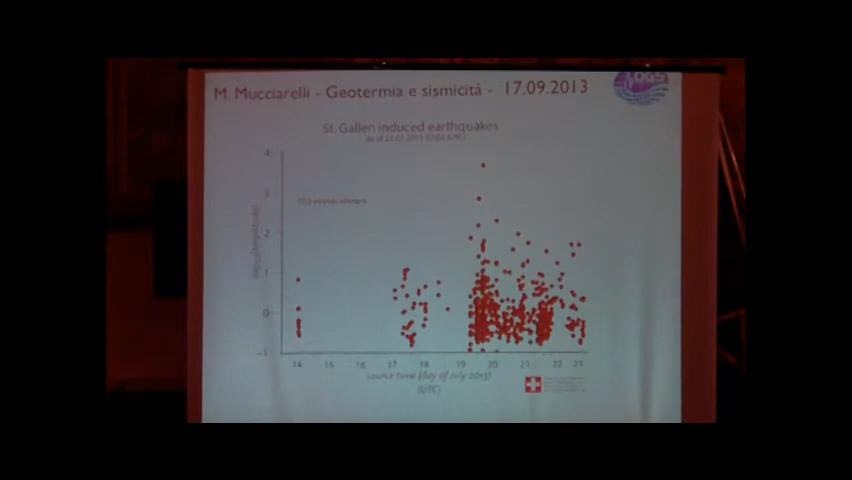 M. Mucciarelli - Geotermia e sismicità - 17.09.2013
OGS
St. Gallen induced earthquakes
4
3
2
1
0
-1
14 15 16 17 18 19 20 21 22 23
source time (day of July 2013)
(UTC)